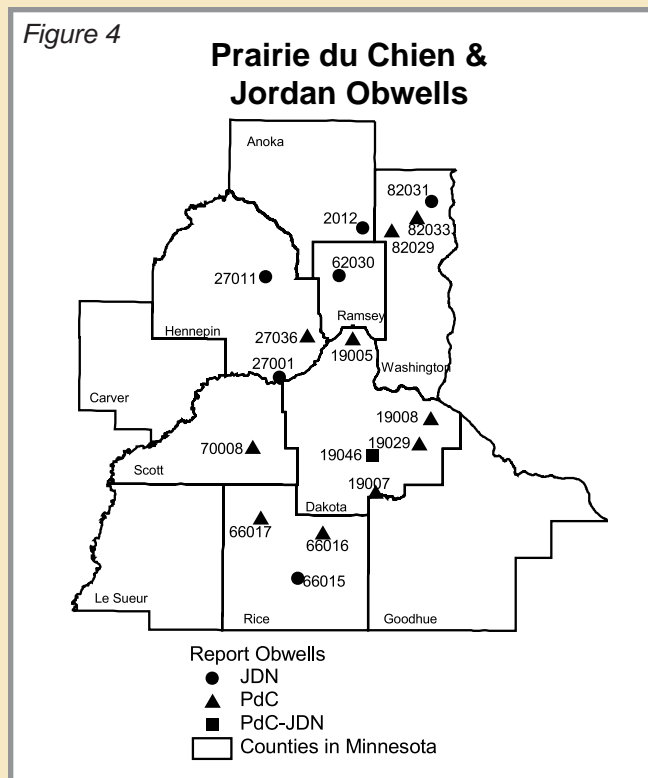 Figure 4
Prairie du Chien &
Jordan Obwells
Anoka
82031
2012
82033
82029
62030
27011
Ramsey
Hennepin
27036
19005
Washington
27001
Carver
19008
70008
19029
19046
Scott
19007
Dakota
66017
66016
66015
Le Sueur
Rice
Goodhue
Report Obwells
JDN
PdC
PdC-JDN
Counties in Minnesota